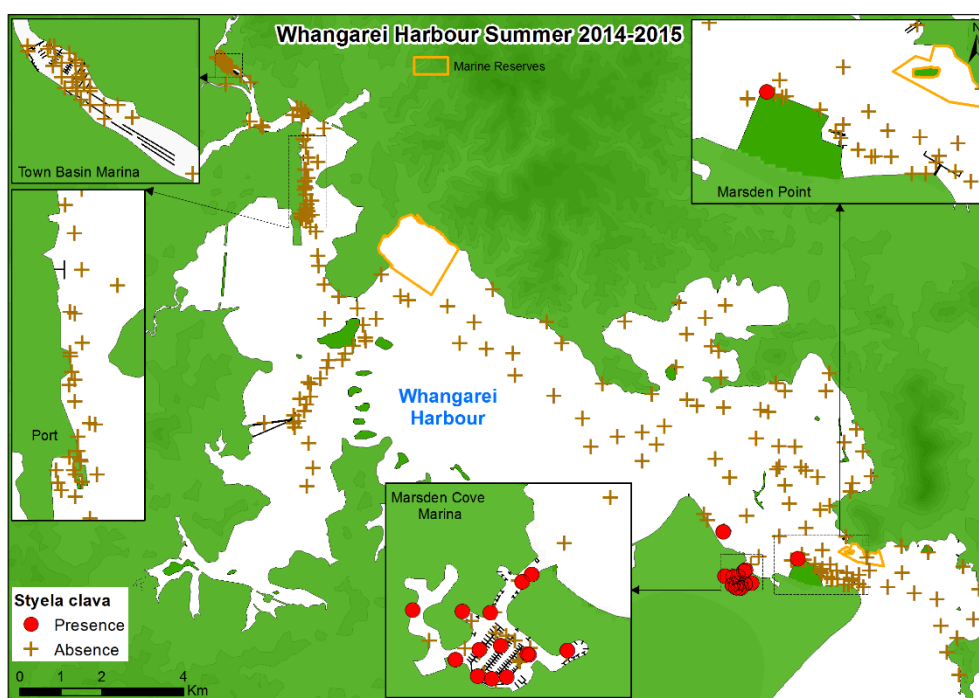 Whangarei Harbour Summer 2014-2015
Marine Reserves
N
Town Basin Marina
Marsden Point
Port
Whangarei
Harbour
Marsden Cove
Marina
Styela clava
Presence
Absence
0 2 4
Km